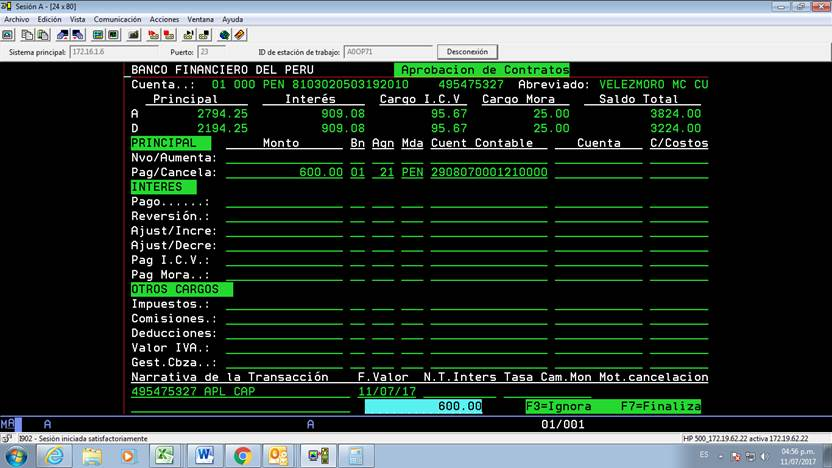 Sesión A - [24 x 80]
Archivo Edición Vista Comunicación Acciones Ventana Ayuda
Sistema principal: 172.16.1.6 Puerto: 23 ID de estación de trabajo: A0OP71 Desconexión
BANCO FINANCIERO DEL PERU Aprobacion de Contratos
Cuenta..: 01 000 PEN 8103020503192010 495475327 Abreviado: VELEZMORO MC CU
Principal Interés Cargo I.C.V Cargo Mora Saldo Total
A 2794.25 909.08 95.67 25.00 3824.00
D 2194.25 909.08 95.67 25.00 3224.00
PRINCIPAL Monto Bn Agn Mda Cuent Contable Cuenta C/Costos
Nvo/Aumenta:
Pag/Cancela: 600.00 01 21 PEN 2908070001210000
INTERES
Pago......:
Reversión.:
Ajust/Incre:
Ajust/Decre:
Pag I.C.V.:
Pag Mora..:
OTROS CARGOS
Impuestos.:
Comisiones.:
Deducciones:
Valor IVA.:
Gest.Cbza..:
Narrativa de la Transacción F.Valor N.T.Inters Tasa Cam.Mon Mot.cancelacion
495475327 APL CAP 11/07/17
600.00 F3=Ignora F7=Finaliza
MA A A 01/001
I902 - Sesión iniciada satisfactoriamente HP 500_172.19.62.22 activa 172.19.62.22
ES 04:56 p.m.
11/07/2017